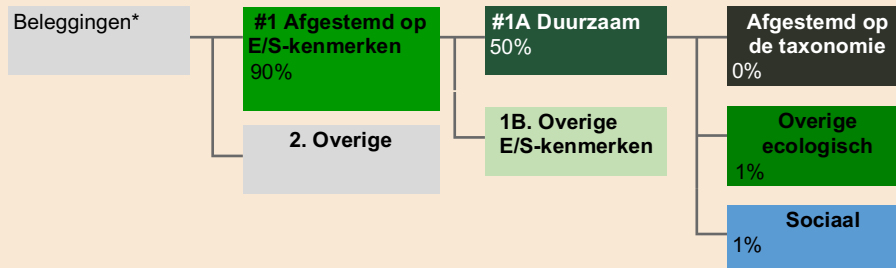 Beleggingen*
#1 Afgestemd op
E/S-kenmerken
90%
2. Overige
#1A Duurzaam
50%
1B. Overige
E/S-kenmerken
Afgestemd op
de taxonomie
0%
Overige
ecologisch
1%
Sociaal
1%